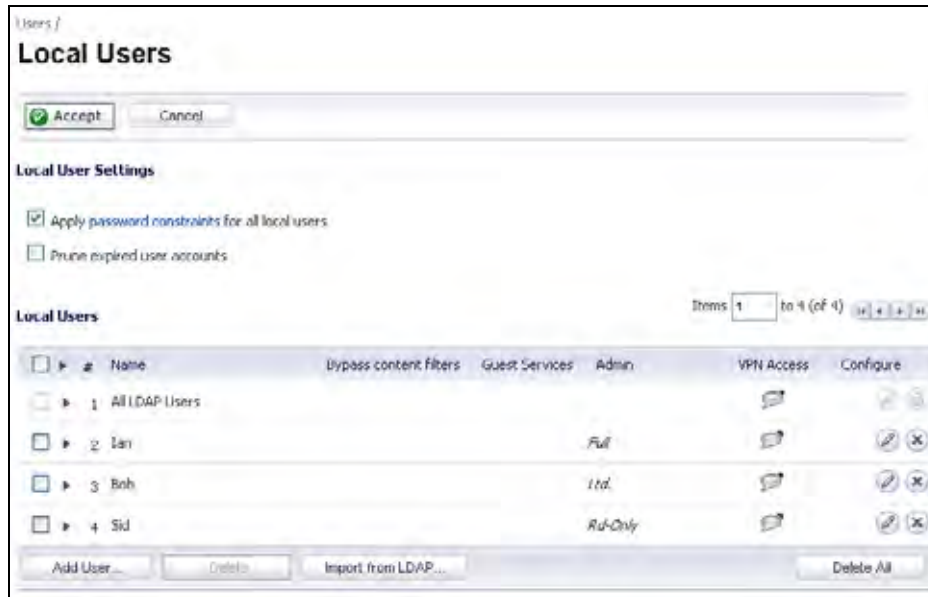 Users /
Local Users
Accept Cancel
Local User Settings
Apply password constraints for all local users
Prune expired user accounts
Items 1 to 4 (of 4)
Local Users
# Name Bypass content filters Guest Services Admin VPN Access Configure
1 All LDAP Users
2 Ian Full
3 Bob Ltd.
4 Sid Rd-Only
Add User... Delete Import from LDAP... Delete All